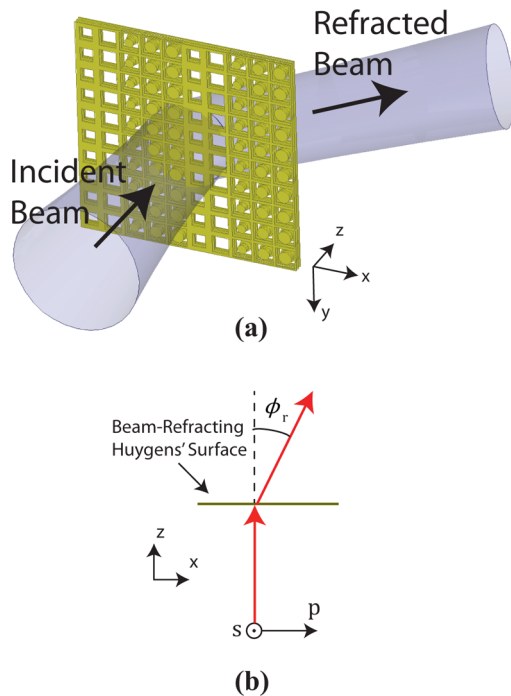 Refracted
Beam
Incident
Beam
z
x
y
(a)
ϕr
Beam-Refracting
Huygens' Surface
z
x
s
p
(b)